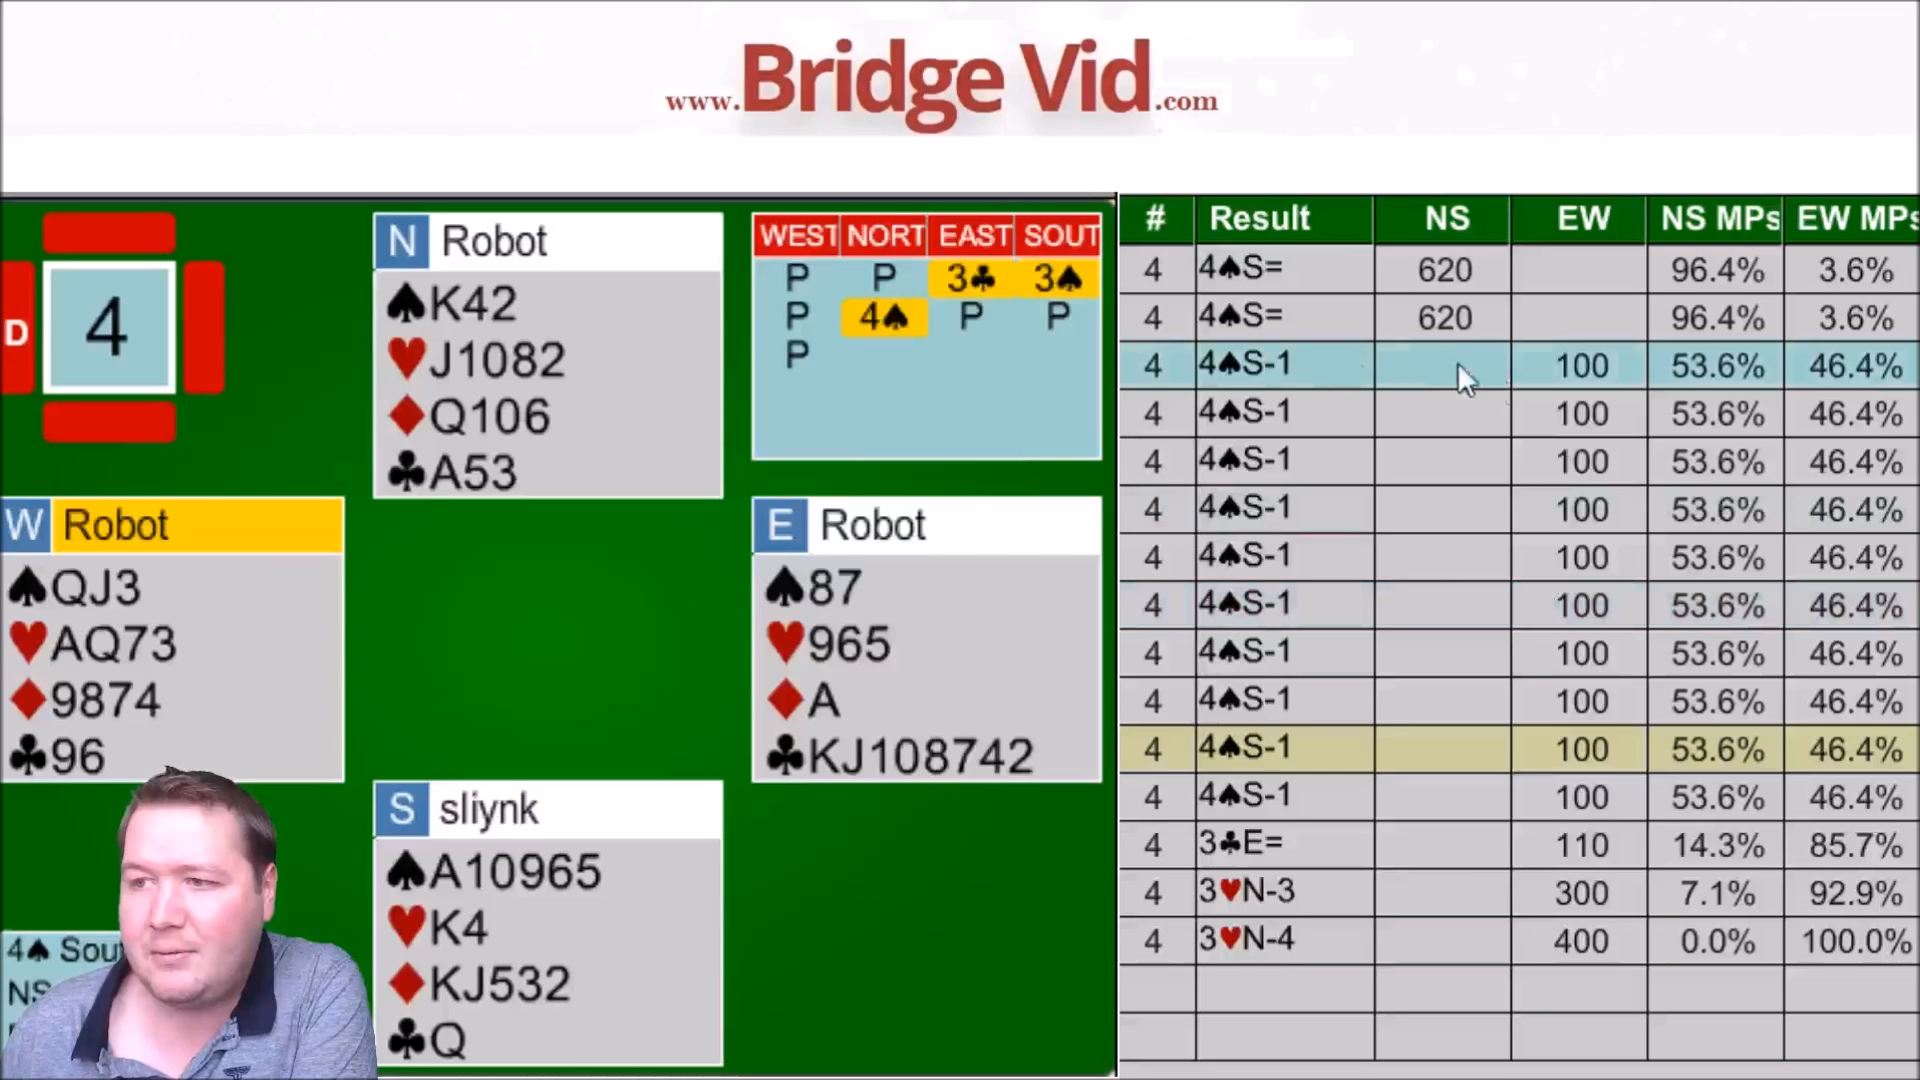 www.Bridge Vid.com
4
D
N Robot
♠K42
♥J1082
♦Q106
♣A53
WEST NORT EAST SOUT
P P 3♣ 3♠
P 4♠ P P
P
W Robot
♠QJ3
♥AQ73
♦9874
♣96
E Robot
♠87
♥965
♦A
♣KJ108742
S sliynk
♠A10965
♥K4
♦KJ532
♣Q
4♠ Sout
NS
# Result NS EW NS MPs EW MPs
4 4♠S= 620 96.4% 3.6%
4 4♠S= 620 96.4% 3.6%
4 4♠S-1 100 53.6% 46.4%
4 4♠S-1 100 53.6% 46.4%
4 4♠S-1 100 53.6% 46.4%
4 4♠S-1 100 53.6% 46.4%
4 4♠S-1 100 53.6% 46.4%
4 4♠S-1 100 53.6% 46.4%
4 4♠S-1 100 53.6% 46.4%
4 4♠S-1 100 53.6% 46.4%
4 4♠S-1 100 53.6% 46.4%
4 4♠S-1 100 53.6% 46.4%
4 3♣E= 110 14.3% 85.7%
4 3♥N-3 300 7.1% 92.9%
4 3♥N-4 400 0.0% 100.0%